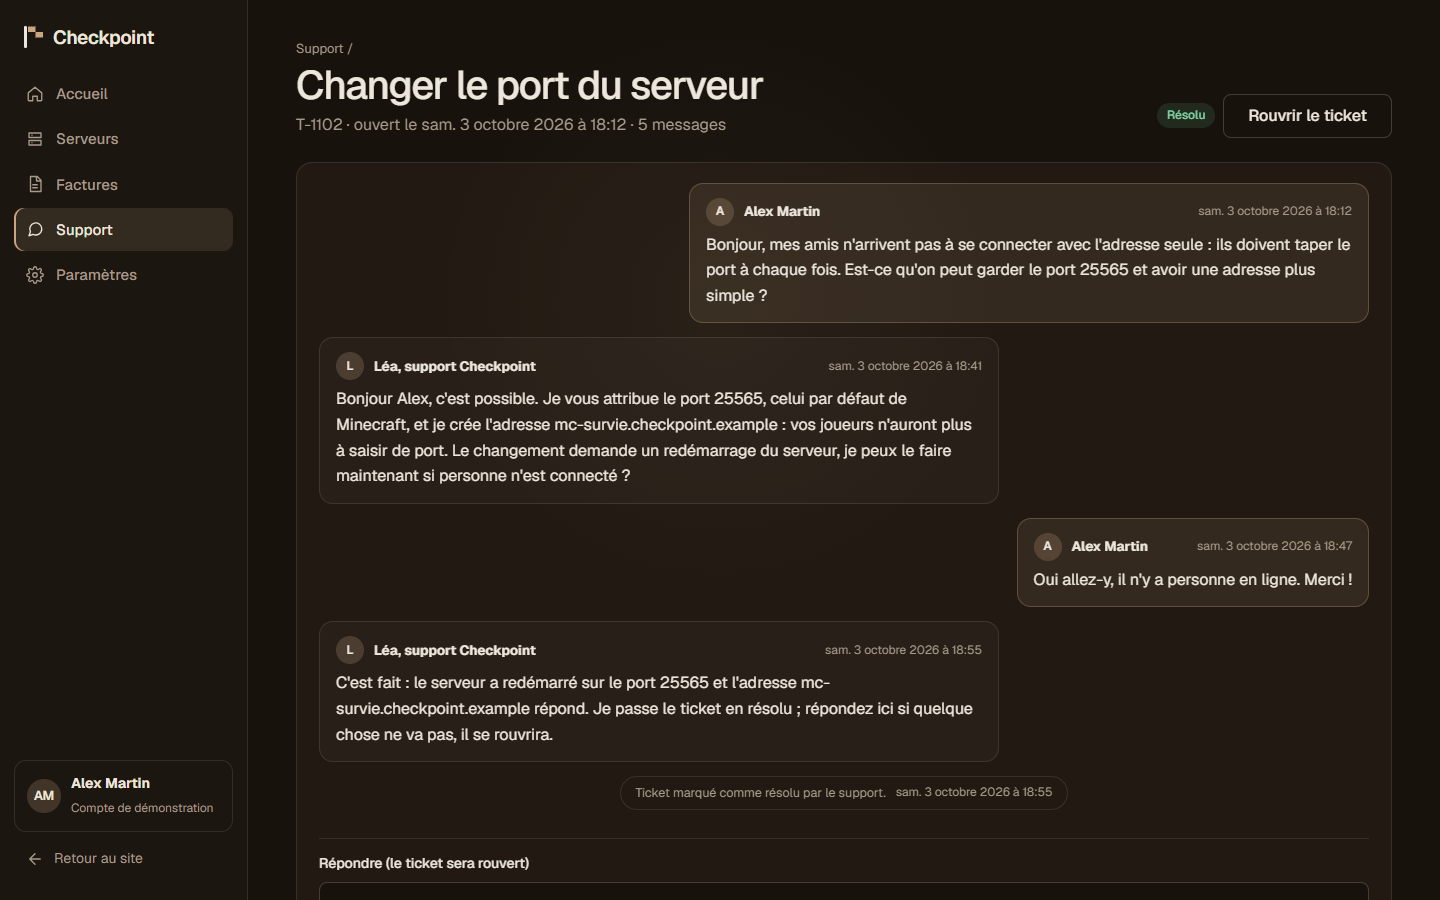 Checkpoint
Accueil
Serveurs
Factures
Support
Paramètres
AM
Alex Martin
Compte de démonstration
Retour au site
Support /
Changer le port du serveur
T-1102 · ouvert le sam. 3 octobre 2026 à 18:12 · 5 messages
Résolu
Rouvrir le ticket
A Alex Martin sam. 3 octobre 2026 à 18:12
Bonjour, mes amis n'arrivent pas à se connecter avec l'adresse seule : ils doivent taper le
port à chaque fois. Est-ce qu'on peut garder le port 25565 et avoir une adresse plus
simple ?
L Léa, support Checkpoint sam. 3 octobre 2026 à 18:41
Bonjour Alex, c'est possible. Je vous attribue le port 25565, celui par défaut de
Minecraft, et je crée l'adresse mc-survie.checkpoint.example : vos joueurs n'auront plus
à saisir de port. Le changement demande un redémarrage du serveur, je peux le faire
maintenant si personne n'est connecté ?
A Alex Martin sam. 3 octobre 2026 à 18:47
Oui allez-y, il n'y a personne en ligne. Merci !
L Léa, support Checkpoint sam. 3 octobre 2026 à 18:55
C'est fait : le serveur a redémarré sur le port 25565 et l'adresse mc-
survie.checkpoint.example répond. Je passe le ticket en résolu ; répondez ici si quelque
chose ne va pas, il se rouvrira.
Ticket marqué comme résolu par le support. sam. 3 octobre 2026 à 18:55
Répondre (le ticket sera rouvert)